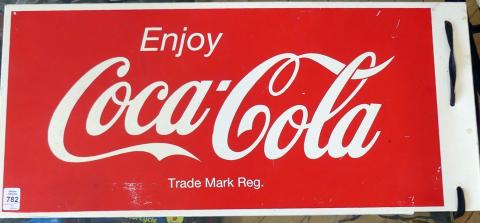 Enjoy
Coca-Cola
Trade Mark Reg.
782